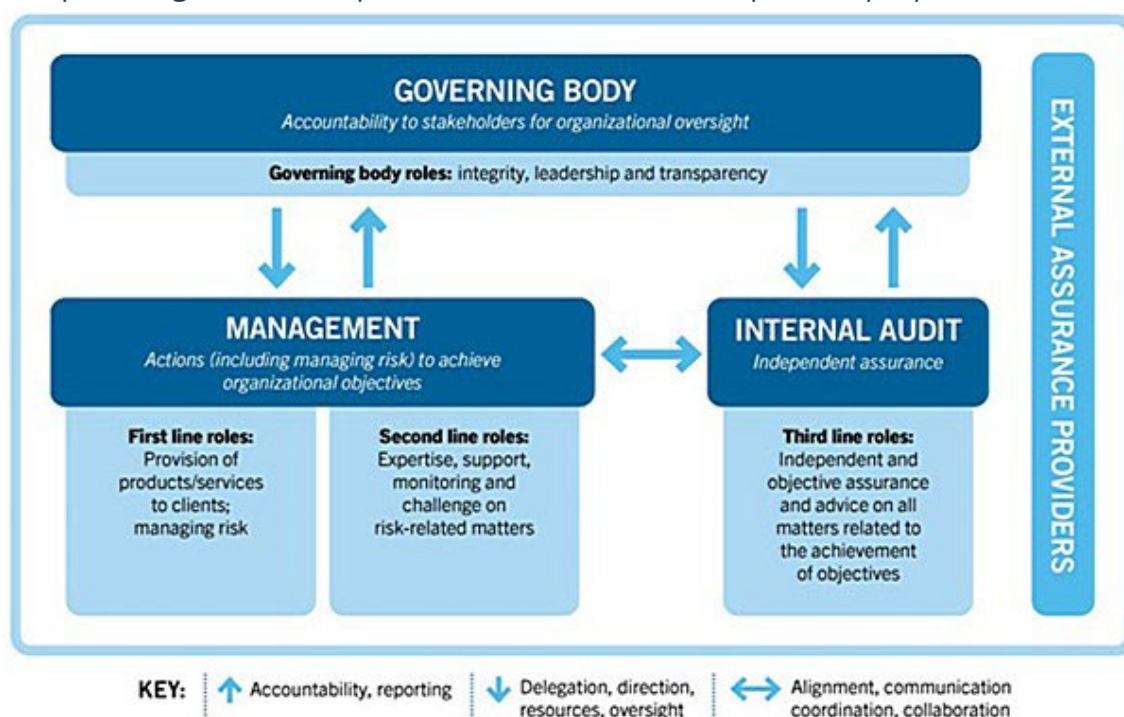 GOVERNING BODY
Accountability to stakeholders for organizational oversight
Governing body roles: integrity, leadership and transparency
MANAGEMENT
Actions (including managing risk) to achieve
organizational objectives
INTERNAL AUDIT
Independent assurance
First line roles:
Provision of
products/services
to clients;
managing risk
Second line roles:
Expertise, support,
monitoring and
challenge on
risk-related matters
Third line roles:
Independent and
objective assurance
and advice on all
matters related to
the achievement
of objectives
EXTERNAL ASSURANCE PROVIDERS
KEY:
Accountability, reporting
Delegation, direction,
resources, oversight
Alignment, communication
coordination, collaboration